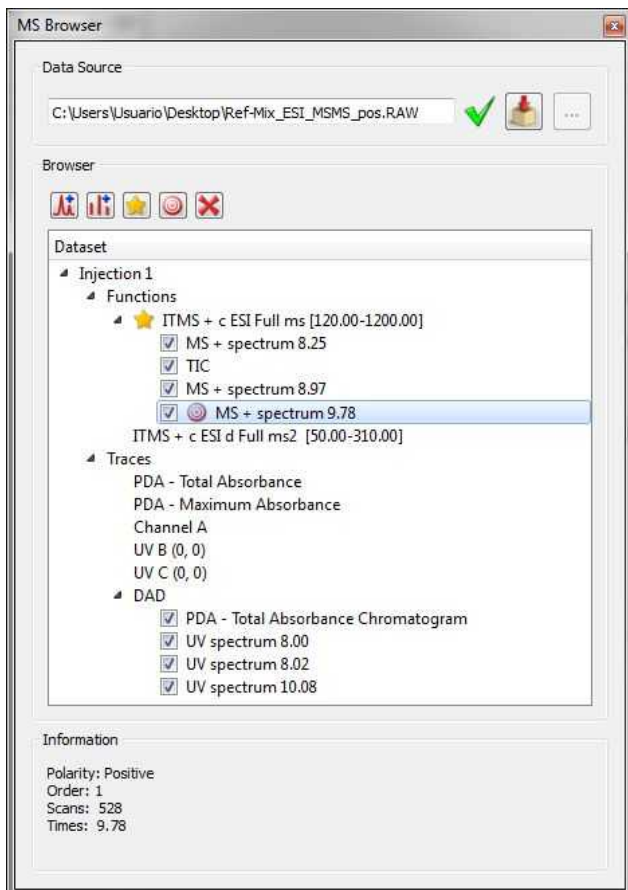 MS Browser
Data Source
C:\Users\Usuario\Desktop\Ref-Mix_ESI_MSMS_pos.RAW
...
Browser
Dataset
Injection 1
Functions
ITMS + c ESI Full ms [120.00-1200.00]
MS + spectrum 8.25
TIC
MS + spectrum 8.97
MS + spectrum 9.78
ITMS + c ESI d Full ms2 [50.00-310.00]
Traces
PDA - Total Absorbance
PDA - Maximum Absorbance
Channel A
UV B (0, 0)
UV C (0, 0)
DAD
PDA - Total Absorbance Chromatogram
UV spectrum 8.00
UV spectrum 8.02
UV spectrum 10.08
Information
Polarity: Positive
Order: 1
Scans: 528
Times: 9.78